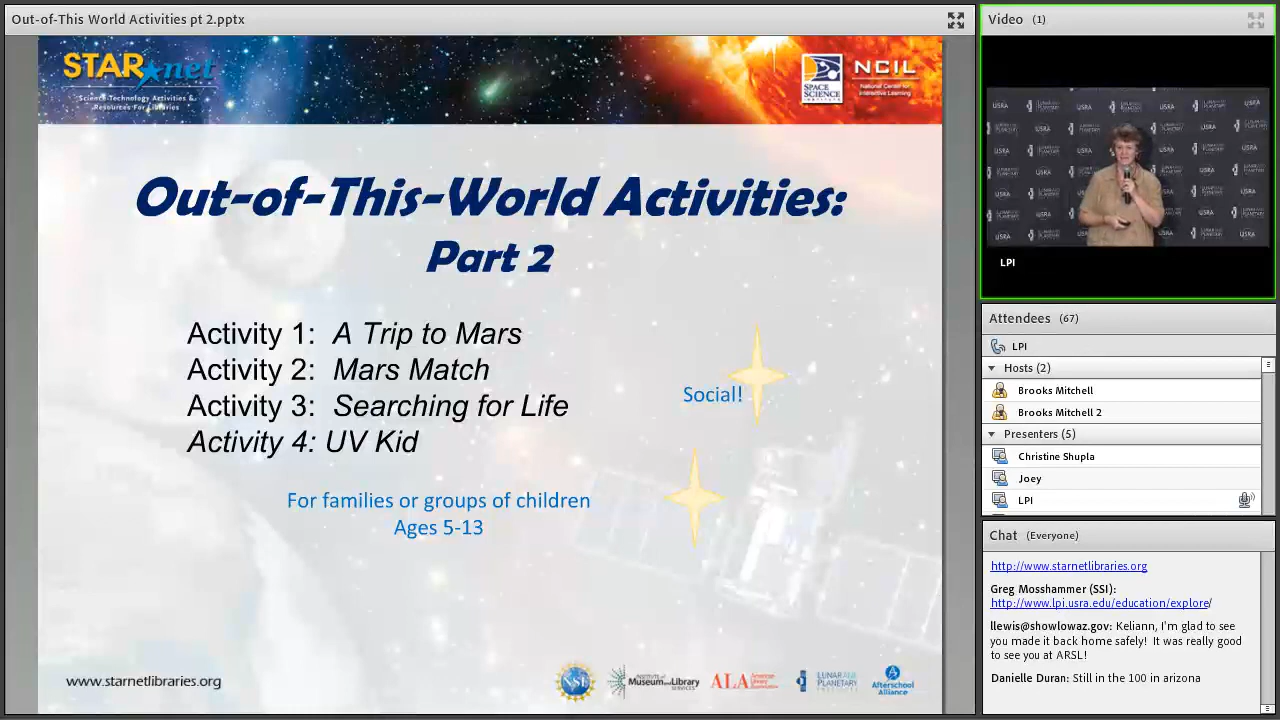 Out-of-This World Activities pt 2.pptx
STAR net
Science-Technology Activities &
Resources For Libraries
SPACE
SCIENCE
INSTITUTE
NCIL
National Center for
Interactive Learning
Out-of-This-World Activities:
Part 2
Activity 1: A Trip to Mars
Activity 2: Mars Match
Activity 3: Searching for Life
Activity 4: UV Kid
Social!
For families or groups of children
Ages 5-13
www.starnetlibraries.org
NSF
INSTITUTE of
Museum and Library
SERVICES
ALA American
Library
Association
LUNAR AND
PLANETARY
INSTITUTE
Afterschool
Alliance
Video (1)
USRA
LUNAR AND
PLANETARY
LPI
Attendees (67)
LPI
Hosts (2)
Brooks Mitchell
Brooks Mitchell 2
Presenters (5)
Christine Shupla
Joey
LPI
Chat (Everyone)
http://www.starnetlibraries.org
Greg Mosshammer (SSI):
http://www.lpi.usra.edu/education/explore/
llewis@showlowaz.gov: Keliann, I'm glad to see
you made it back home safely! It was really good
to see you at ARSL!
Danielle Duran: Still in the 100 in arizona